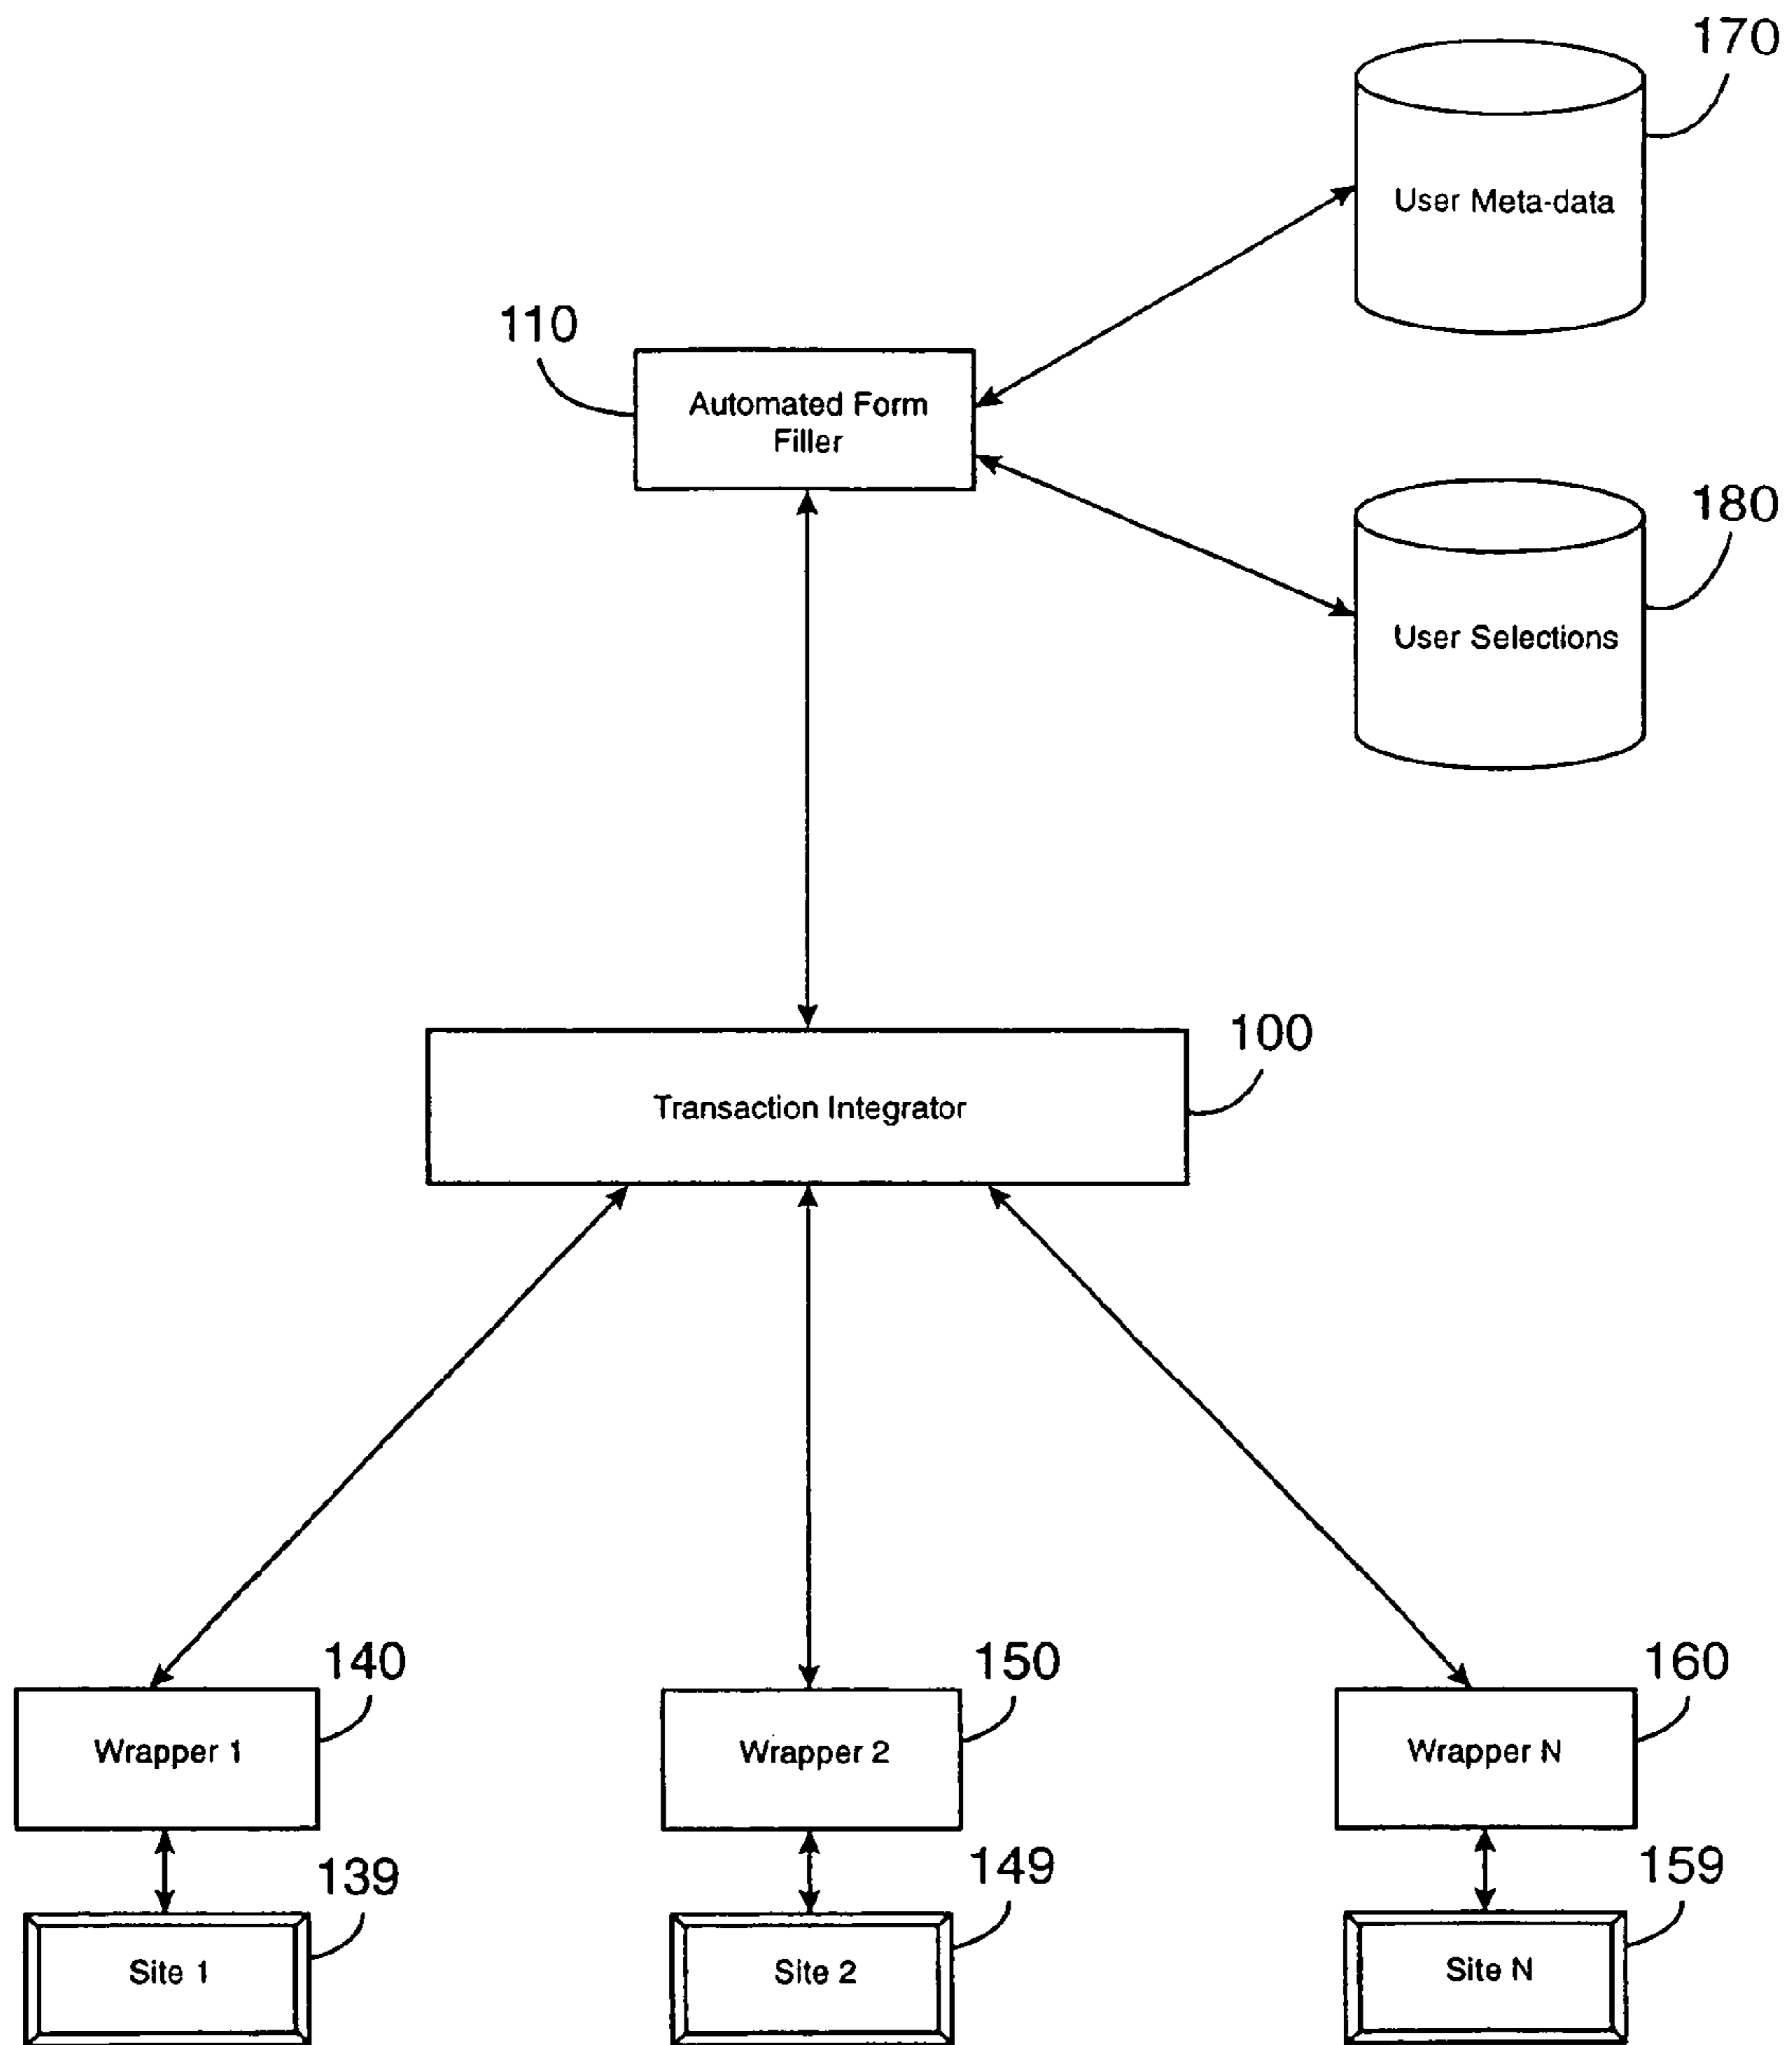 170
User Meta-data
110
Automated Form
Filler
180
User Selections
100
Transaction Integrator
140
150
160
Wrapper 1
Wrapper 2
Wrapper N
139
149
159
Site 1
Site 2
Site N